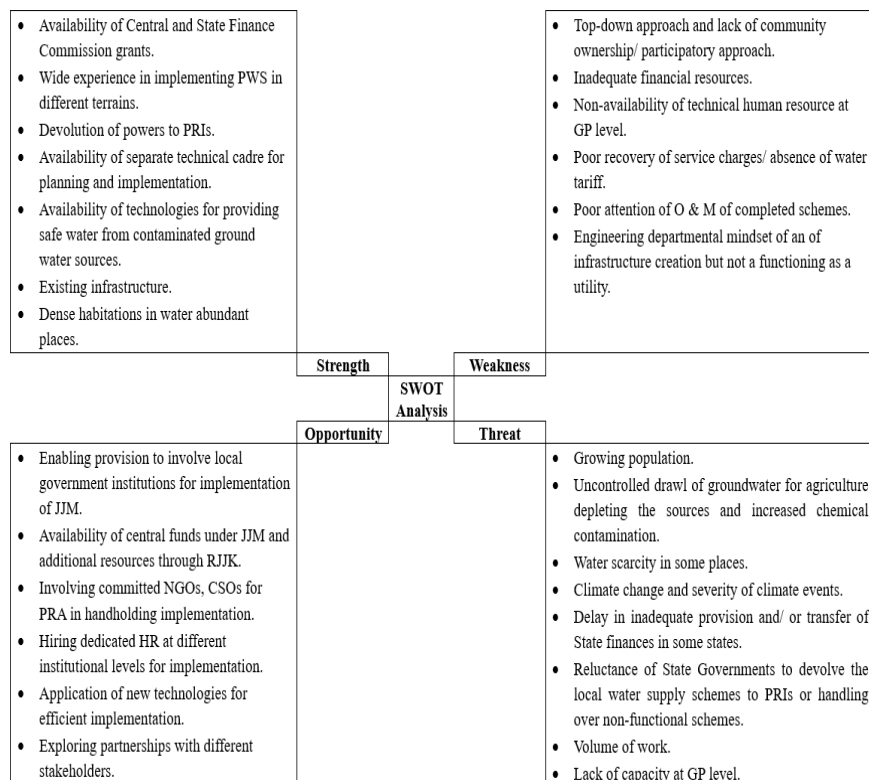 • Availability of Central and State Finance
Commission grants.
• Wide experience in implementing PWS in
different terrains.
• Devolution of powers to PRIs.
• Availability of separate technical cadre for
planning and implementation.
• Availability of technologies for providing
safe water from contaminated ground
water sources.
• Existing infrastructure.
• Dense habitations in water abundant
places.
• Top-down approach and lack of community
ownership/ participatory approach.
• Inadequate financial resources.
• Non-availability of technical human resource at
GP level.
• Poor recovery of service charges/ absence of water
tariff.
• Poor attention of O & M of completed schemes.
• Engineering departmental mindset of an of
infrastructure creation but not a functioning as a
utility.
Strength
Weakness
SWOT
Analysis
Opportunity
Threat
• Enabling provision to involve local
government institutions for implementation
of JJM.
• Availability of central funds under JJM and
additional resources through RJJK.
• Involving committed NGOs, CSOs for
PRA in handholding implementation.
• Hiring dedicated HR at different
institutional levels for implementation.
• Application of new technologies for
efficient implementation.
• Exploring partnerships with different
stakeholders.
• Growing population.
• Uncontrolled drawl of groundwater for agriculture
depleting the sources and increased chemical
contamination.
• Water scarcity in some places.
• Climate change and severity of climate events.
• Delay in inadequate provision and/ or transfer of
State finances in some states.
• Reluctance of State Governments to devolve the
local water supply schemes to PRIs or handling
over non-functional schemes.
• Volume of work.
• Lack of capacity at GP level.